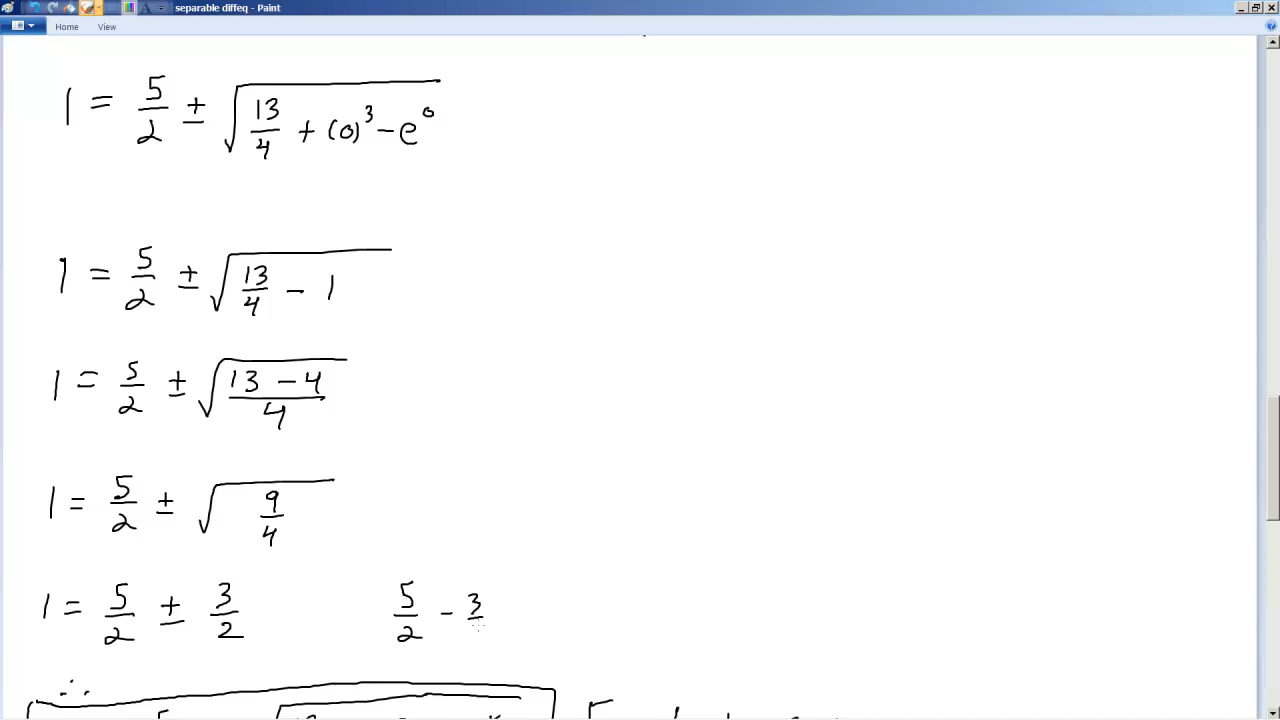 separable diffeq - Paint
Home View
1 = 5/2 ± √(13/4 + (0)³ - e⁰)
1 = 5/2 ± √(13/4 - 1)
1 = 5/2 ± √((13 - 4)/4)
1 = 5/2 ± √(9/4)
1 = 5/2 ± 3/2 5/2 - 3/
∴